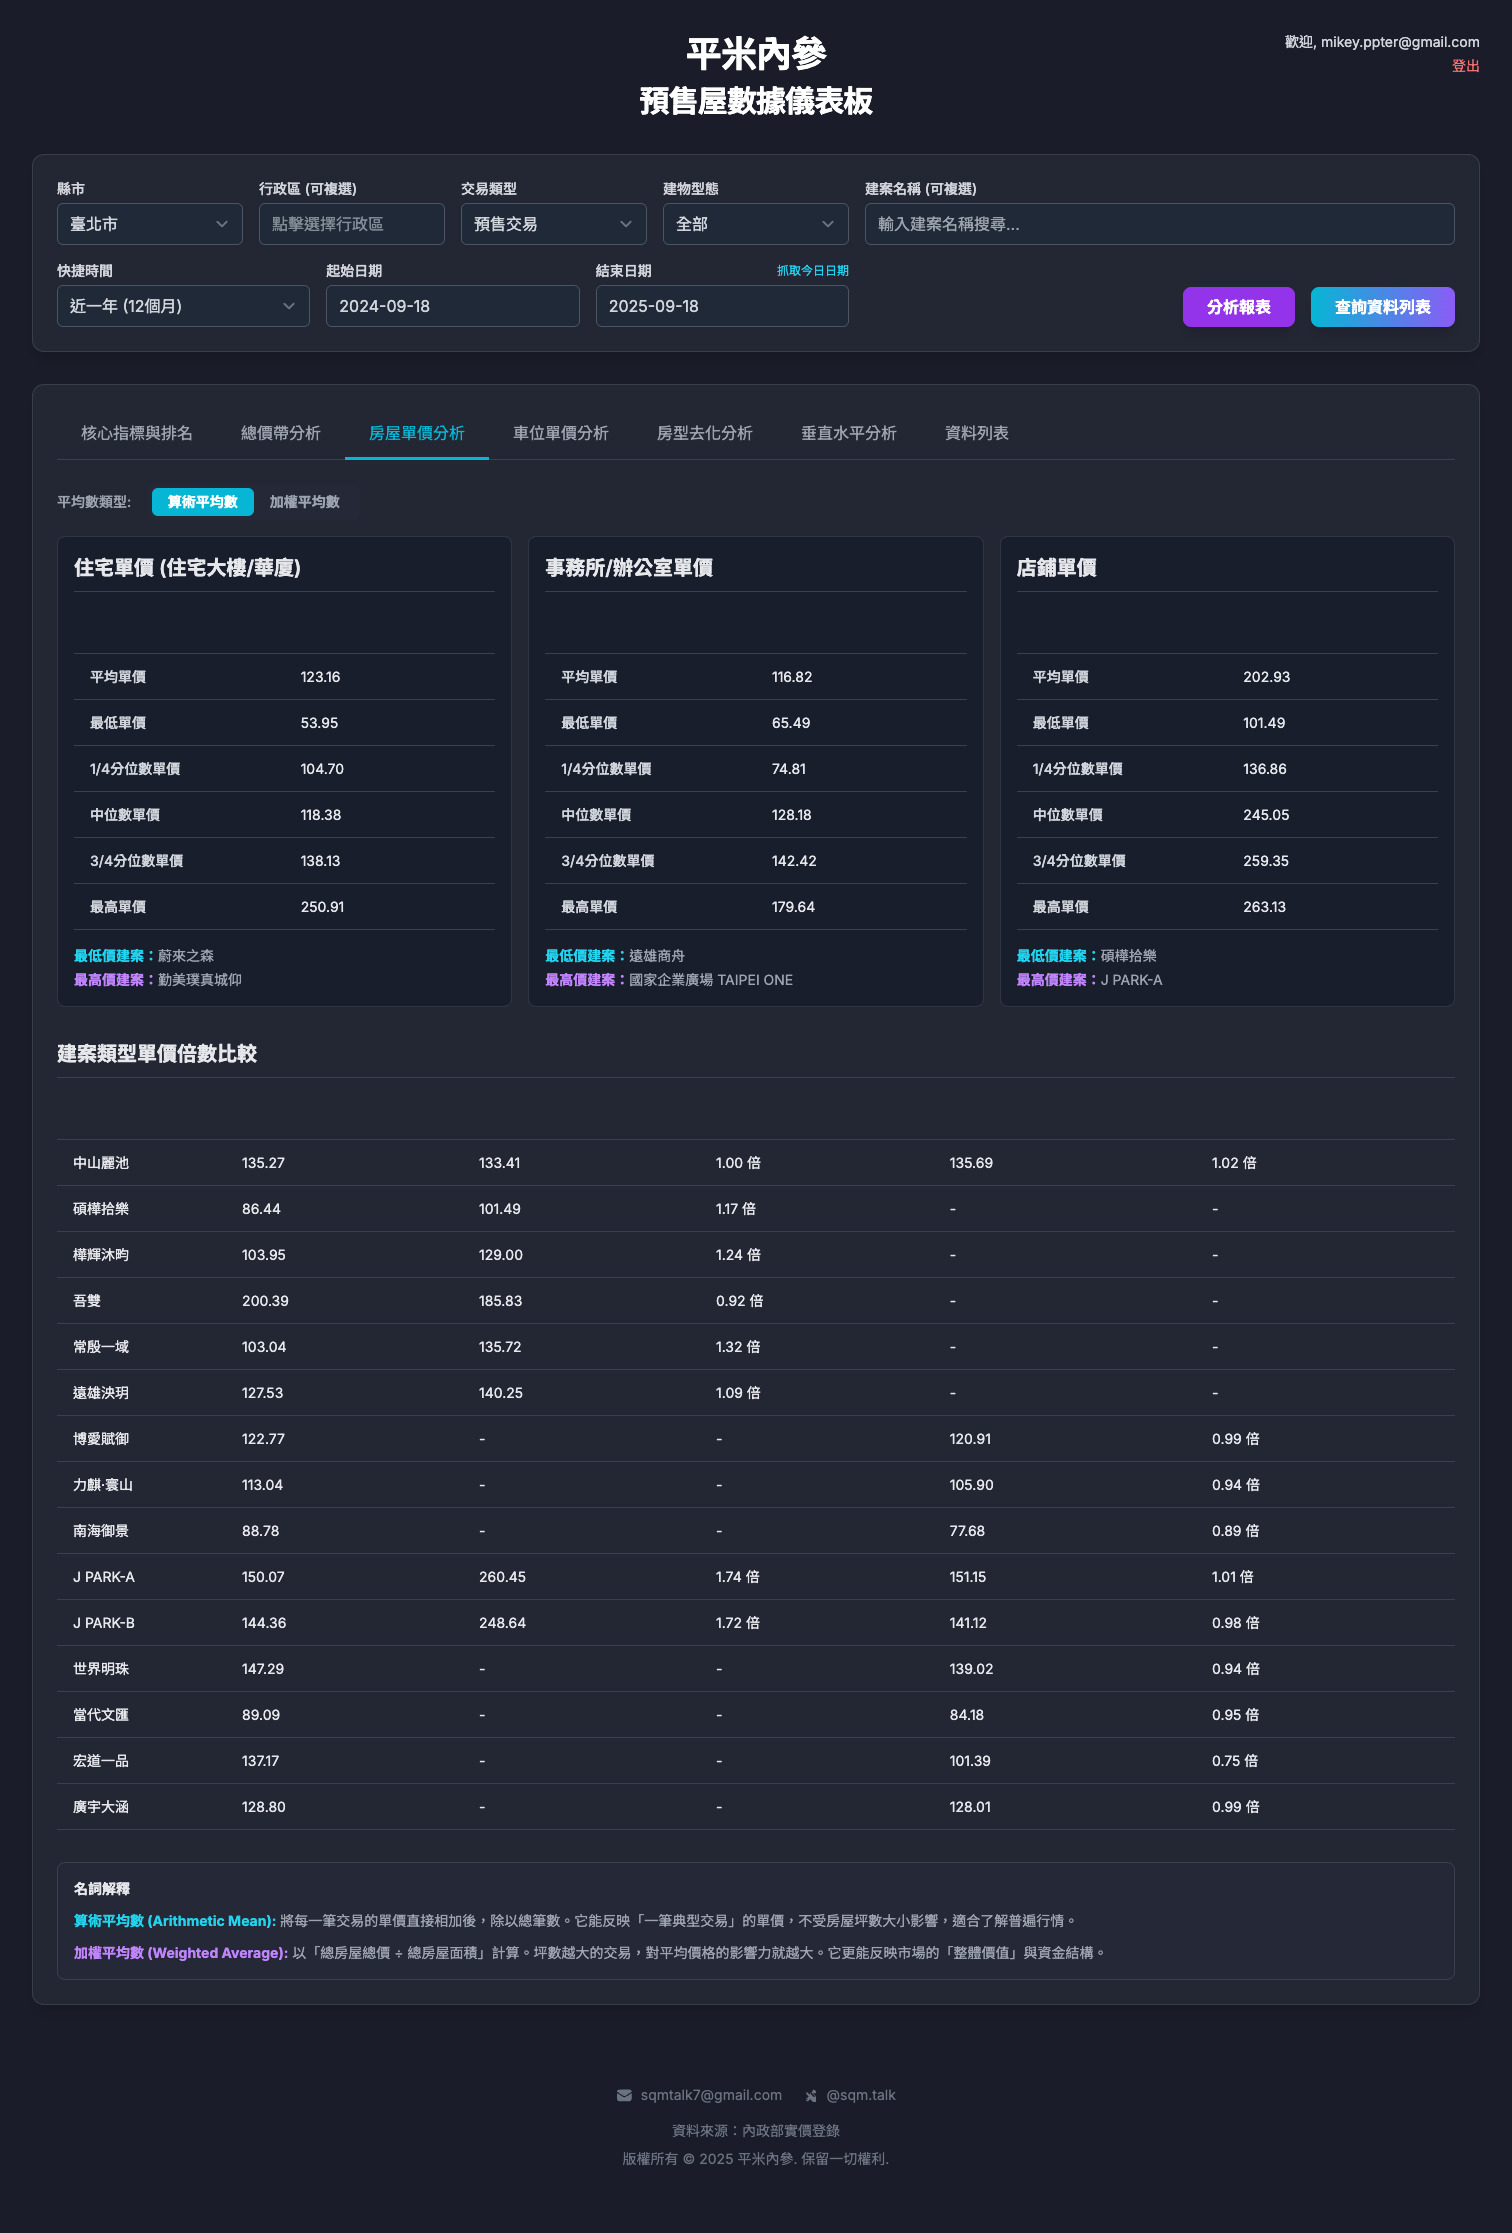 平米內參
預售屋數據儀表板
歡迎, mikey.ppter@gmail.com
登出
縣市 行政區 (可複選) 交易類型 建物型態 建案名稱 (可複選)
臺北市 點擊選擇行政區 預售交易 全部 輸入建案名稱搜尋...
快捷時間 起始日期 結束日期 抓取今日日期
近一年 (12個月) 2024-09-18 2025-09-18 分析報表 查詢資料列表
核心指標與排名 總價帶分析 房屋單價分析 車位單價分析 房型去化分析 垂直水平分析 資料列表
平均數類型: 算術平均數 加權平均數
住宅單價 (住宅大樓/華廈)
平均單價 123.16
最低單價 53.95
1/4分位數單價 104.70
中位數單價 118.38
3/4分位數單價 138.13
最高單價 250.91
最低價建案：蔚來之森
最高價建案：勤美璞真城仰
事務所/辦公室單價
平均單價 116.82
最低單價 65.49
1/4分位數單價 74.81
中位數單價 128.18
3/4分位數單價 142.42
最高單價 179.64
最低價建案：遠雄商舟
最高價建案：國家企業廣場 TAIPEI ONE
店鋪單價
平均單價 202.93
最低單價 101.49
1/4分位數單價 136.86
中位數單價 245.05
3/4分位數單價 259.35
最高單價 263.13
最低價建案：碩樺拾樂
最高價建案：J PARK-A
建案類型單價倍數比較
中山麗池 135.27 133.41 1.00 倍 135.69 1.02 倍
碩樺拾樂 86.44 101.49 1.17 倍 - -
樺輝沐畇 103.95 129.00 1.24 倍 - -
吾雙 200.39 185.83 0.92 倍 - -
常殷一域 103.04 135.72 1.32 倍 - -
遠雄泱玥 127.53 140.25 1.09 倍 - -
博愛賦御 122.77 - - 120.91 0.99 倍
力麒·寰山 113.04 - - 105.90 0.94 倍
南海御景 88.78 - - 77.68 0.89 倍
J PARK-A 150.07 260.45 1.74 倍 151.15 1.01 倍
J PARK-B 144.36 248.64 1.72 倍 141.12 0.98 倍
世界明珠 147.29 - - 139.02 0.94 倍
當代文匯 89.09 - - 84.18 0.95 倍
宏道一品 137.17 - - 101.39 0.75 倍
廣宇大涵 128.80 - - 128.01 0.99 倍
名詞解釋
算術平均數 (Arithmetic Mean): 將每一筆交易的單價直接相加後，除以總筆數。它能反映「一筆典型交易」的單價，不受房屋坪數大小影響，適合了解普遍行情。
加權平均數 (Weighted Average): 以「總房屋總價 ÷ 總房屋面積」計算。坪數越大的交易，對平均價格的影響力就越大。它更能反映市場的「整體價值」與資金結構。
sqmtalk7@gmail.com @sqm.talk
資料來源：內政部實價登錄
版權所有 © 2025 平米內參. 保留一切權利.